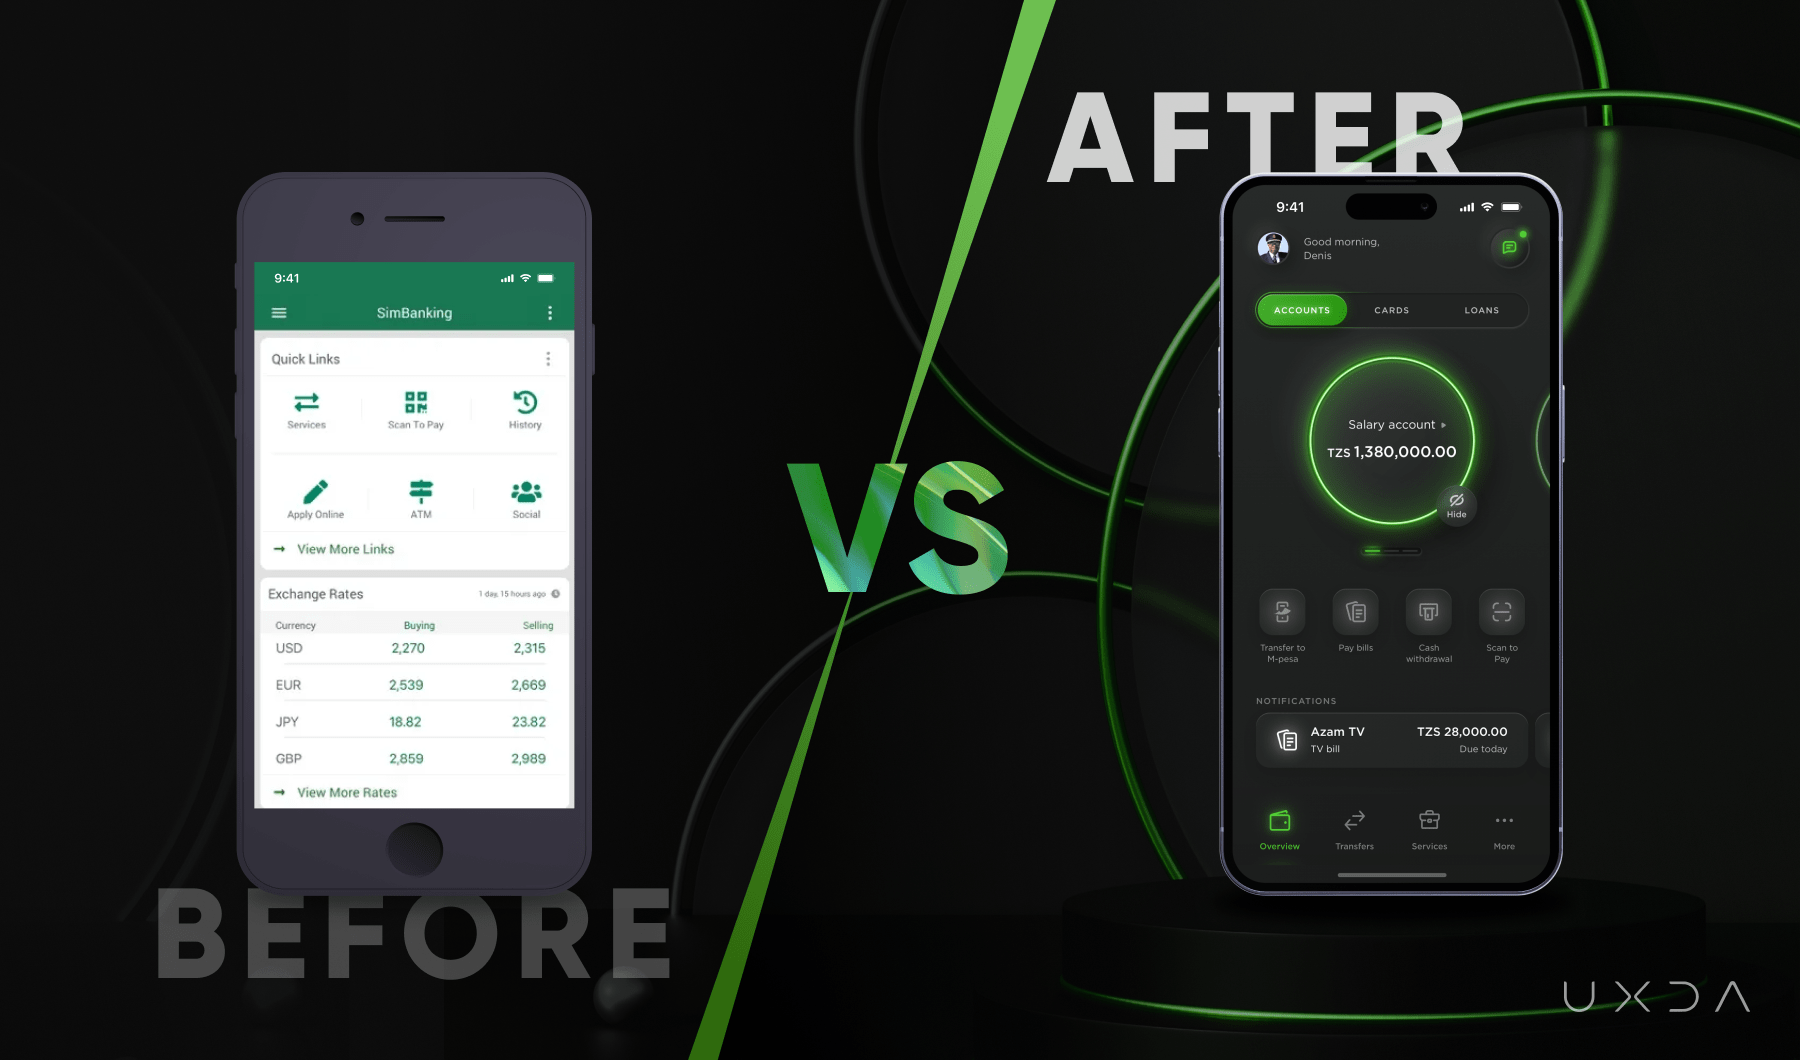 AFTER
BEFORE
VS
9:41
SimBanking
Quick Links
Services
Scan To Pay
History
Apply Online
ATM
Social
View More Links
Exchange Rates
1 day, 15 hours ago
Currency Buying Selling
USD 2,270 2,315
EUR 2,539 2,669
JPY 18.82 23.82
GBP 2,859 2,989
View More Rates
9:41
Good morning,
Denis
ACCOUNTS CARDS LOANS
Salary account
TZS 1,380,000.00
Hide
Transfer to
M-pesa
Pay bills
Cash
withdrawal
Scan to
Pay
NOTIFICATIONS
Azam TV TZS 28,000.00
TV bill Due today
Overview Transfers Services More
UXDA